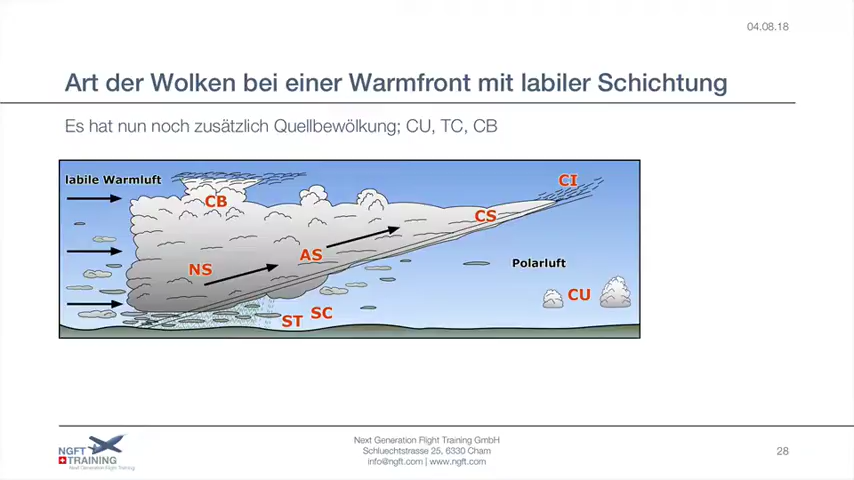 04.08.18
Art der Wolken bei einer Warmfront mit labiler Schichtung
Es hat nun noch zusätzlich Quellbewölkung; CU, TC, CB
labile Warmluft
CB
CI
CS
AS
NS
Polarluft
CU
ST
SC
NGFT
TRAINING
Next Generation Flight Training
Next Generation Flight Training GmbH
Schluechtstrasse 25, 6330 Cham
info@ngft.com | www.ngft.com
28